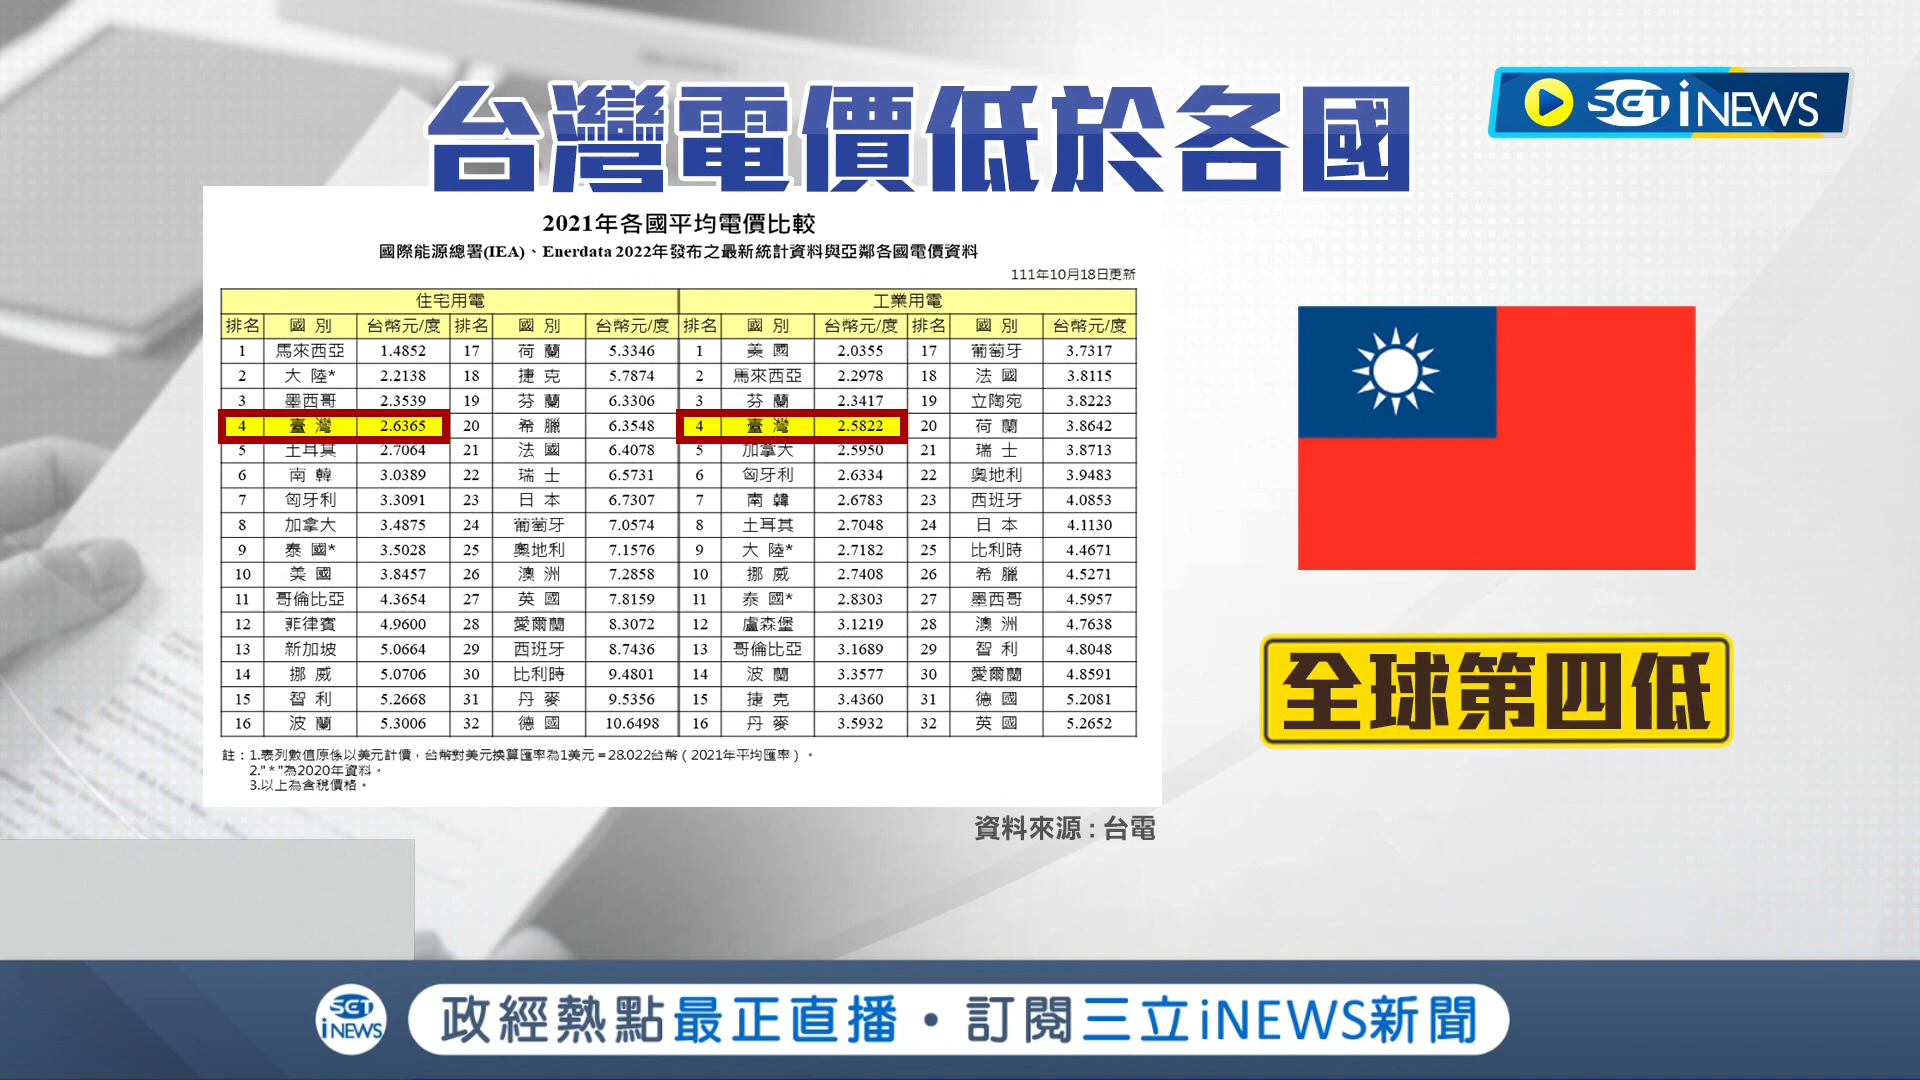 台灣電價低於各國
SET iNEWS
2021年各國平均電價比較
國際能源總署(IEA)、Enerdata 2022年發布之最新統計資料與亞鄰各國電價資料
111年10月18日更新
住宅用電 工業用電
排名 國別 台幣元/度 排名 國別 台幣元/度 排名 國別 台幣元/度 排名 國別 台幣元/度
1 馬來西亞 1.4852 17 荷蘭 5.3346 1 美國 2.0355 17 葡萄牙 3.7317
2 大陸* 2.2138 18 捷克 5.7874 2 馬來西亞 2.2978 18 法國 3.8115
3 墨西哥 2.3539 19 芬蘭 6.3306 3 芬蘭 2.3417 19 立陶宛 3.8223
4 臺灣 2.6365 20 希臘 6.3548 4 臺灣 2.5822 20 荷蘭 3.8642
5 土耳其 2.7064 21 法國 6.4078 5 加拿大 2.5950 21 瑞士 3.8713
6 南韓 3.0389 22 瑞士 6.5731 6 匈牙利 2.6334 22 奧地利 3.9483
7 匈牙利 3.3091 23 日本 6.7307 7 南韓 2.6783 23 西班牙 4.0853
8 加拿大 3.4875 24 葡萄牙 7.0574 8 土耳其 2.7048 24 日本 4.1130
9 泰國* 3.5028 25 奧地利 7.1576 9 大陸* 2.7182 25 比利時 4.4671
10 美國 3.8457 26 澳洲 7.2858 10 挪威 2.7408 26 希臘 4.5271
11 哥倫比亞 4.3654 27 英國 7.8159 11 泰國* 2.8303 27 墨西哥 4.5957
12 菲律賓 4.9600 28 愛爾蘭 8.3072 12 盧森堡 3.1219 28 澳洲 4.7638
13 新加坡 5.0664 29 西班牙 8.7436 13 哥倫比亞 3.1689 29 智利 4.8048
14 挪威 5.0706 30 比利時 9.4801 14 波蘭 3.3577 30 愛爾蘭 4.8591
15 智利 5.2668 31 丹麥 9.5356 15 捷克 3.4360 31 德國 5.2081
16 波蘭 5.3006 32 德國 10.6498 16 丹麥 3.5932 32 英國 5.2652
註：1.表列數值原係以美元計價，台幣對美元換算匯率為1美元＝28.022台幣（2021年平均匯率）。
2."＊"為2020年資料。
3.以上為含稅價格。
全球第四低
資料來源:台電
SET iNEWS
政經熱點最正直播・訂閱三立iNEWS新聞